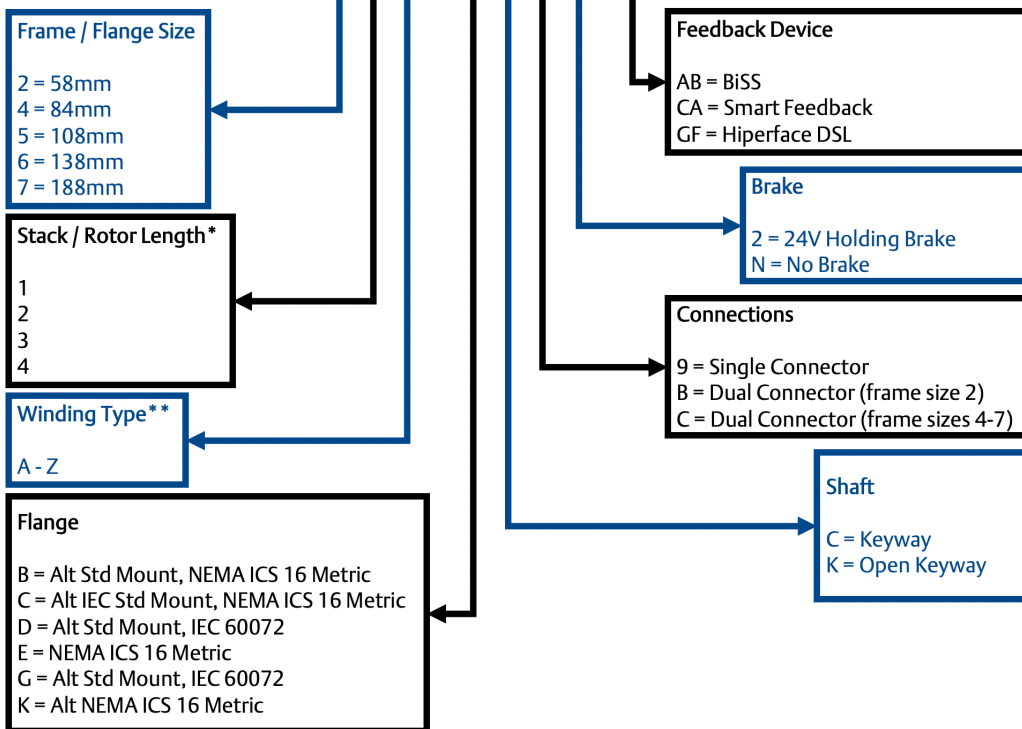 Frame / Flange Size
2 = 58mm
4 = 84mm
5 = 108mm
6 = 138mm
7 = 188mm
Stack / Rotor Length*
1
2
3
4
Winding Type**
A - Z
Flange
B = Alt Std Mount, NEMA ICS 16 Metric
C = Alt IEC Std Mount, NEMA ICS 16 Metric
D = Alt Std Mount, IEC 60072
E = NEMA ICS 16 Metric
G = Alt Std Mount, IEC 60072
K = Alt NEMA ICS 16 Metric
Feedback Device
AB = BiSS
CA = Smart Feedback
GF = Hiperface DSL
Brake
2 = 24V Holding Brake
N = No Brake
Connections
9 = Single Connector
B = Dual Connector (frame size 2)
C = Dual Connector (frame sizes 4-7)
Shaft
C = Keyway
K = Open Keyway